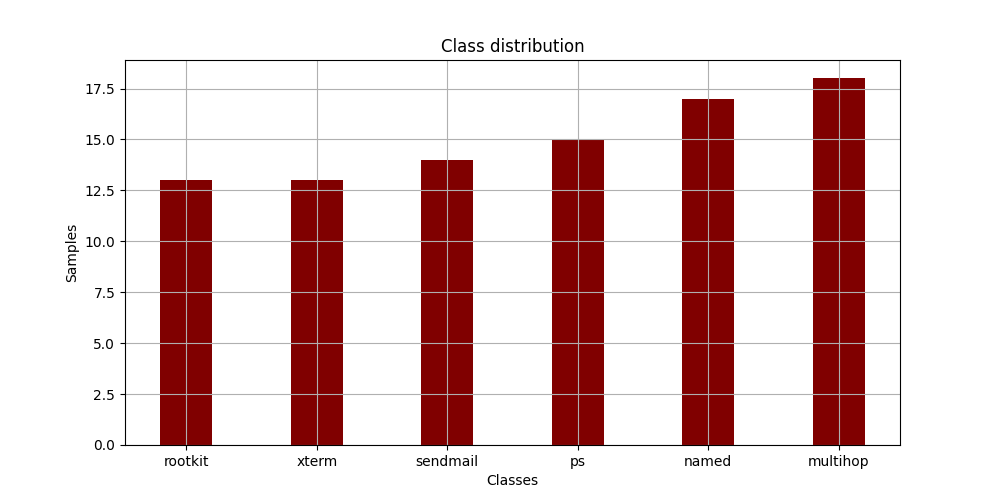 Class distribution
17.5
15.0
12.5
10.0
7.5
5.0
2.5
0.0
Samples
rootkit xterm sendmail ps named multihop
Classes